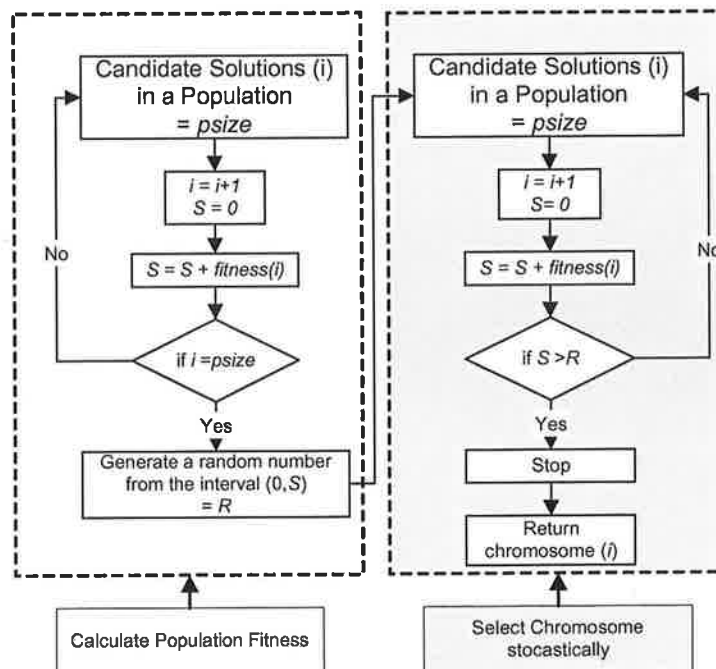 Candidate Solutions (i)
in a Population
= psize
i = i+1
S = 0
No
S = S + fitness(i)
if i =psize
Yes
Generate a random number
from the interval (0,S)
= R
Calculate Population Fitness
Candidate Solutions (i)
in a Population
= psize
i = i+1
S= 0
No
S = S + fitness(i)
if S >R
Yes
Stop
Return
chromosome (i)
Select Chromosome
stocastically